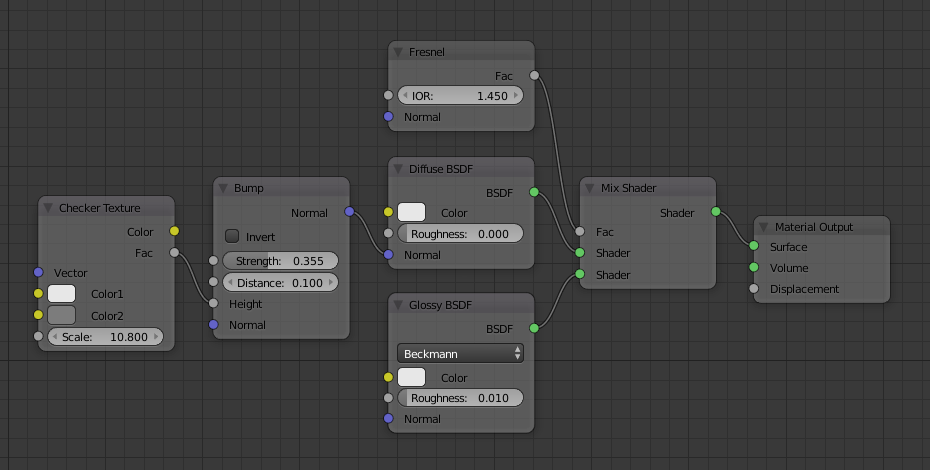 Fresnel
Fac
IOR: 1.450
Normal
Diffuse BSDF
BSDF
Color
Roughness: 0.000
Normal
Glossy BSDF
BSDF
Beckmann
Color
Roughness: 0.010
Normal
Checker Texture
Color
Fac
Vector
Color1
Color2
Scale: 10.800
Bump
Normal
Invert
Strength: 0.355
Distance: 0.100
Height
Normal
Mix Shader
Shader
Fac
Shader
Shader
Material Output
Surface
Volume
Displacement